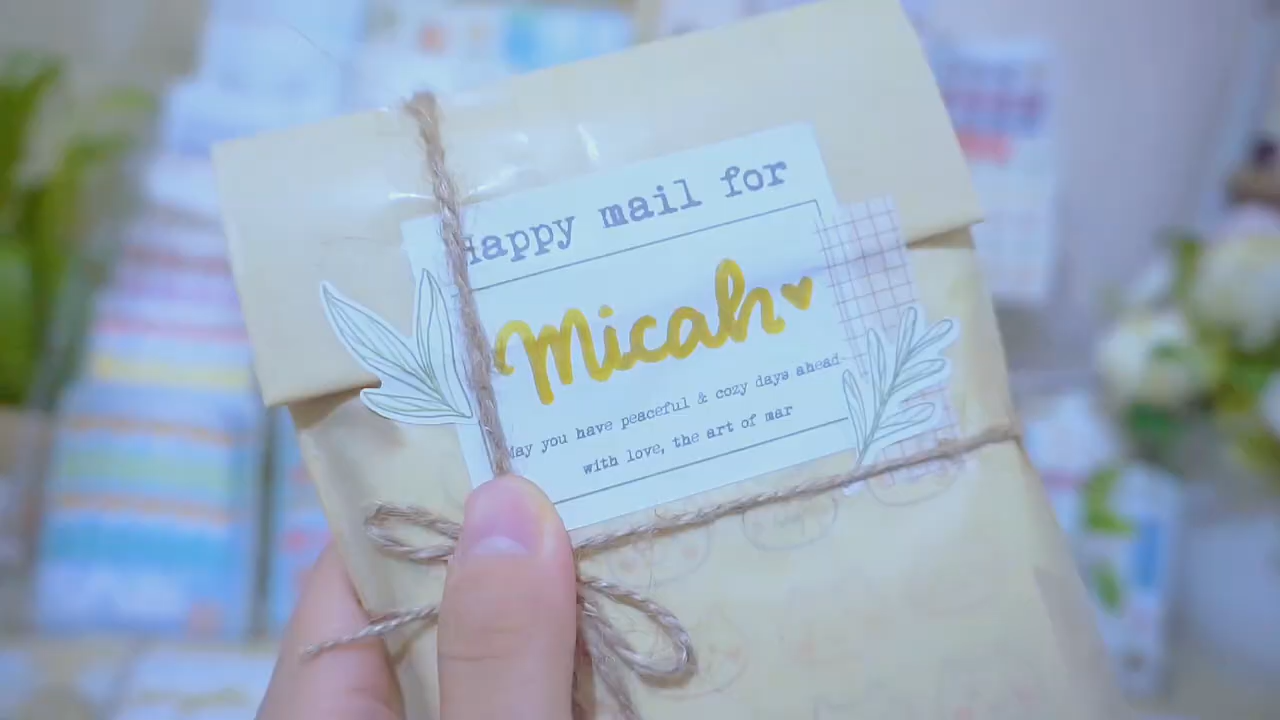 Happy mail for
Micah
May you have peaceful & cozy days ahead
with love, the art of mar